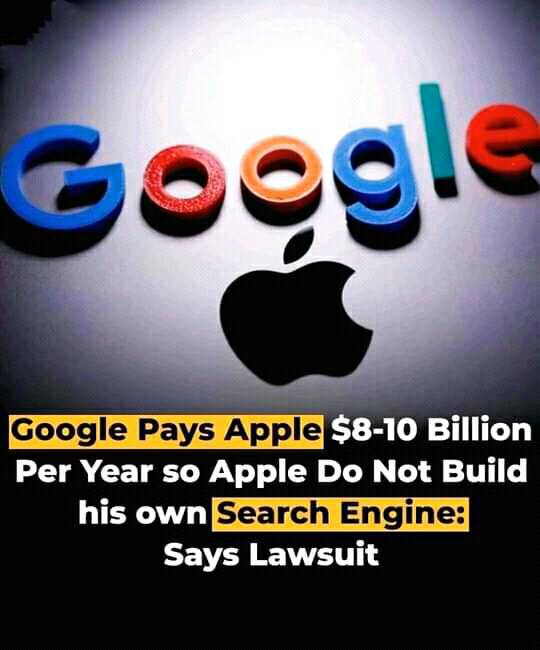 Google
Google Pays Apple $8-10 Billion
Per Year so Apple Do Not Build
his own Search Engine:
Says Lawsuit